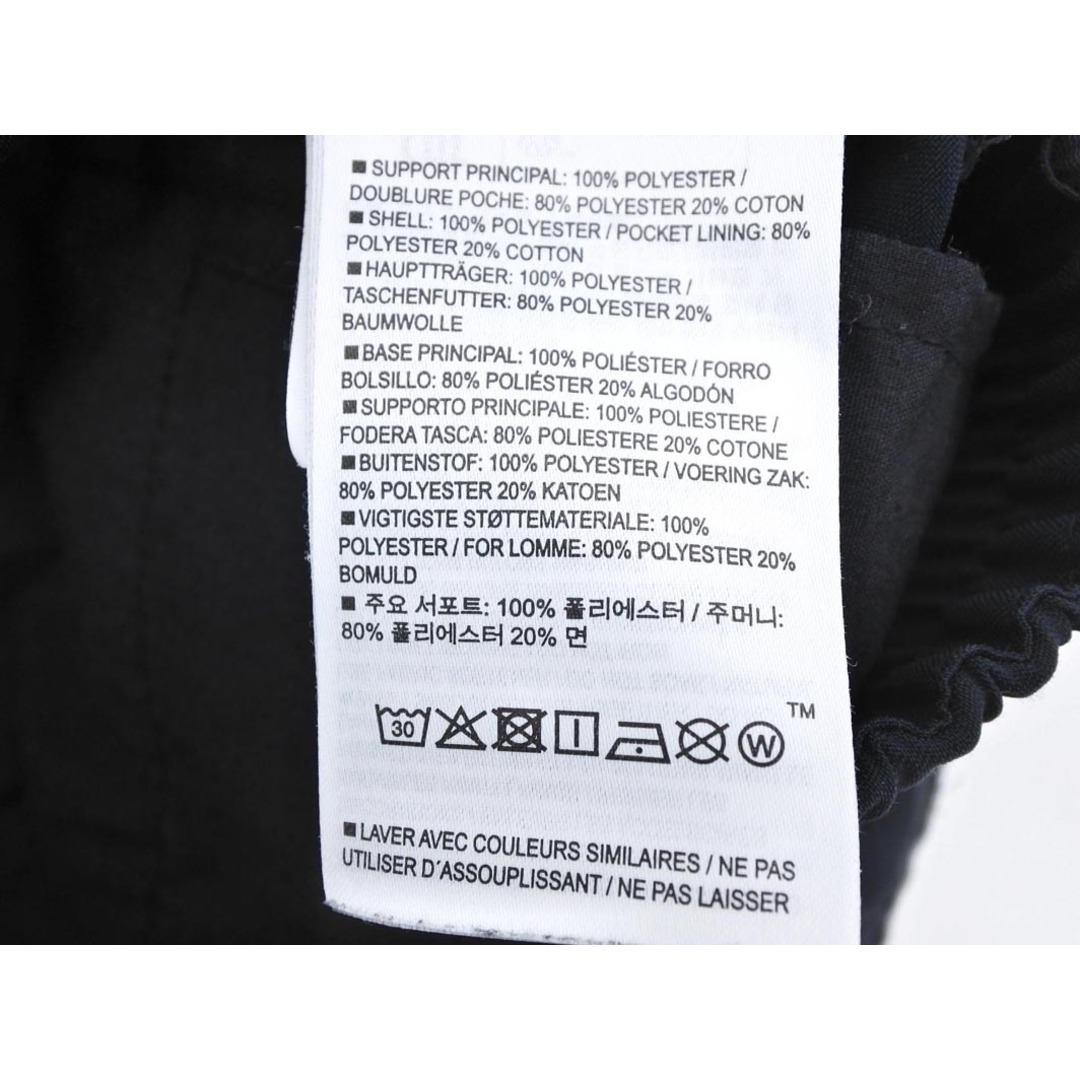 ■ SUPPORT PRINCIPAL: 100% POLYESTER /
DOUBLURE POCHE: 80% POLYESTER 20% COTON
■ SHELL: 100% POLYESTER / POCKET LINING: 80%
POLYESTER 20% COTTON
■ HAUPTTRÄGER: 100% POLYESTER /
TASCHENFUTTER: 80% POLYESTER 20%
BAUMWOLLE
■ BASE PRINCIPAL: 100% POLIÉSTER / FORRO
BOLSILLO: 80% POLIÉSTER 20% ALGODÓN
■ SUPPORTO PRINCIPALE: 100% POLIESTERE /
FODERA TASCA: 80% POLIESTERE 20% COTONE
■ BUITENSTOF: 100% POLYESTER / VOERING ZAK:
80% POLYESTER 20% KATOEN
■ VIGTIGSTE STØTTEMATERIALE: 100%
POLYESTER / FOR LOMME: 80% POLYESTER 20%
BOMULD
■ 주요 서포트: 100% 폴리에스터 / 주머니:
80% 폴리에스터 20% 면
30 W TM
■ LAVER AVEC COULEURS SIMILAIRES / NE PAS
UTILISER D´ASSOUPLISSANT / NE PAS LAISSER